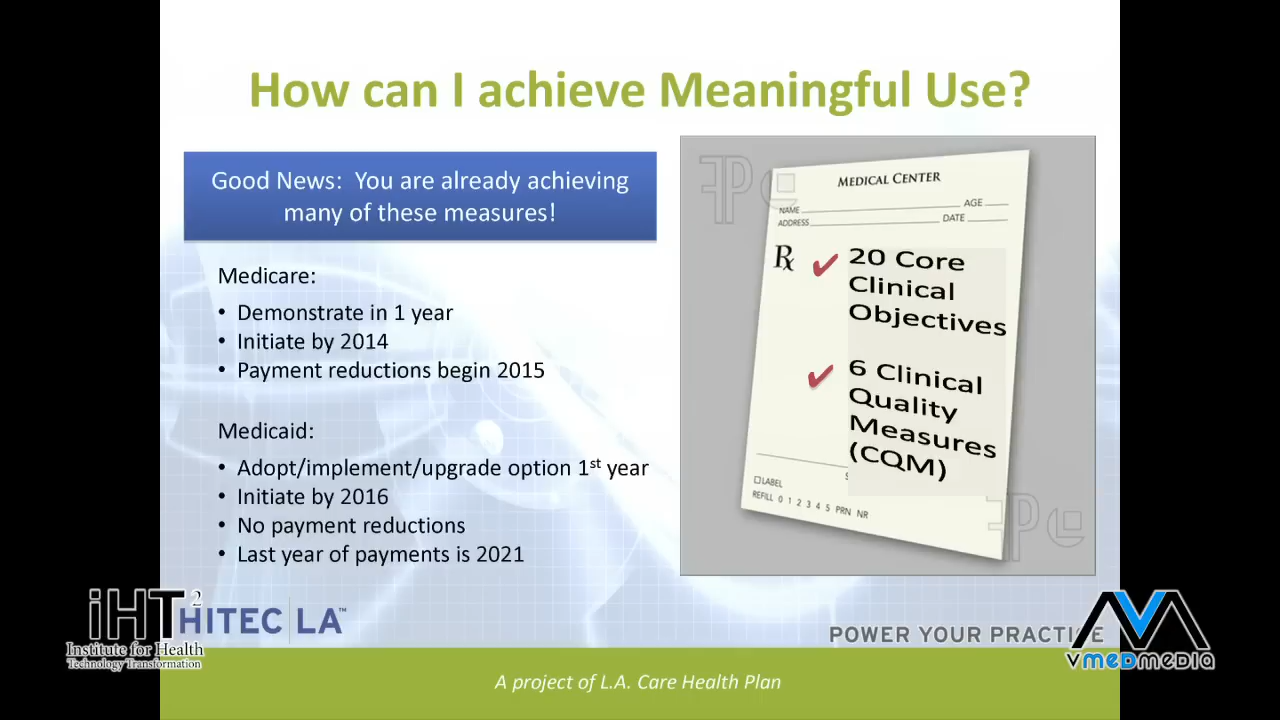 How can I achieve Meaningful Use?
Good News: You are already achieving
many of these measures!
Medicare:
• Demonstrate in 1 year
• Initiate by 2014
• Payment reductions begin 2015
Medicaid:
• Adopt/implement/upgrade option 1st year
• Initiate by 2016
• No payment reductions
• Last year of payments is 2021
MEDICAL CENTER
NAME AGE
ADDRESS DATE
Rx
✔ 20 Core
Clinical
Objectives
✔ 6 Clinical
Quality
Measures
(CQM)
LABEL
REFILL 0 1 2 3 4 5 PRN NR
iHT2
Institute for Health
Technology Transformation
HITEC|LA™
POWER YOUR PRACTICE
vmedmedia
A project of L.A. Care Health Plan